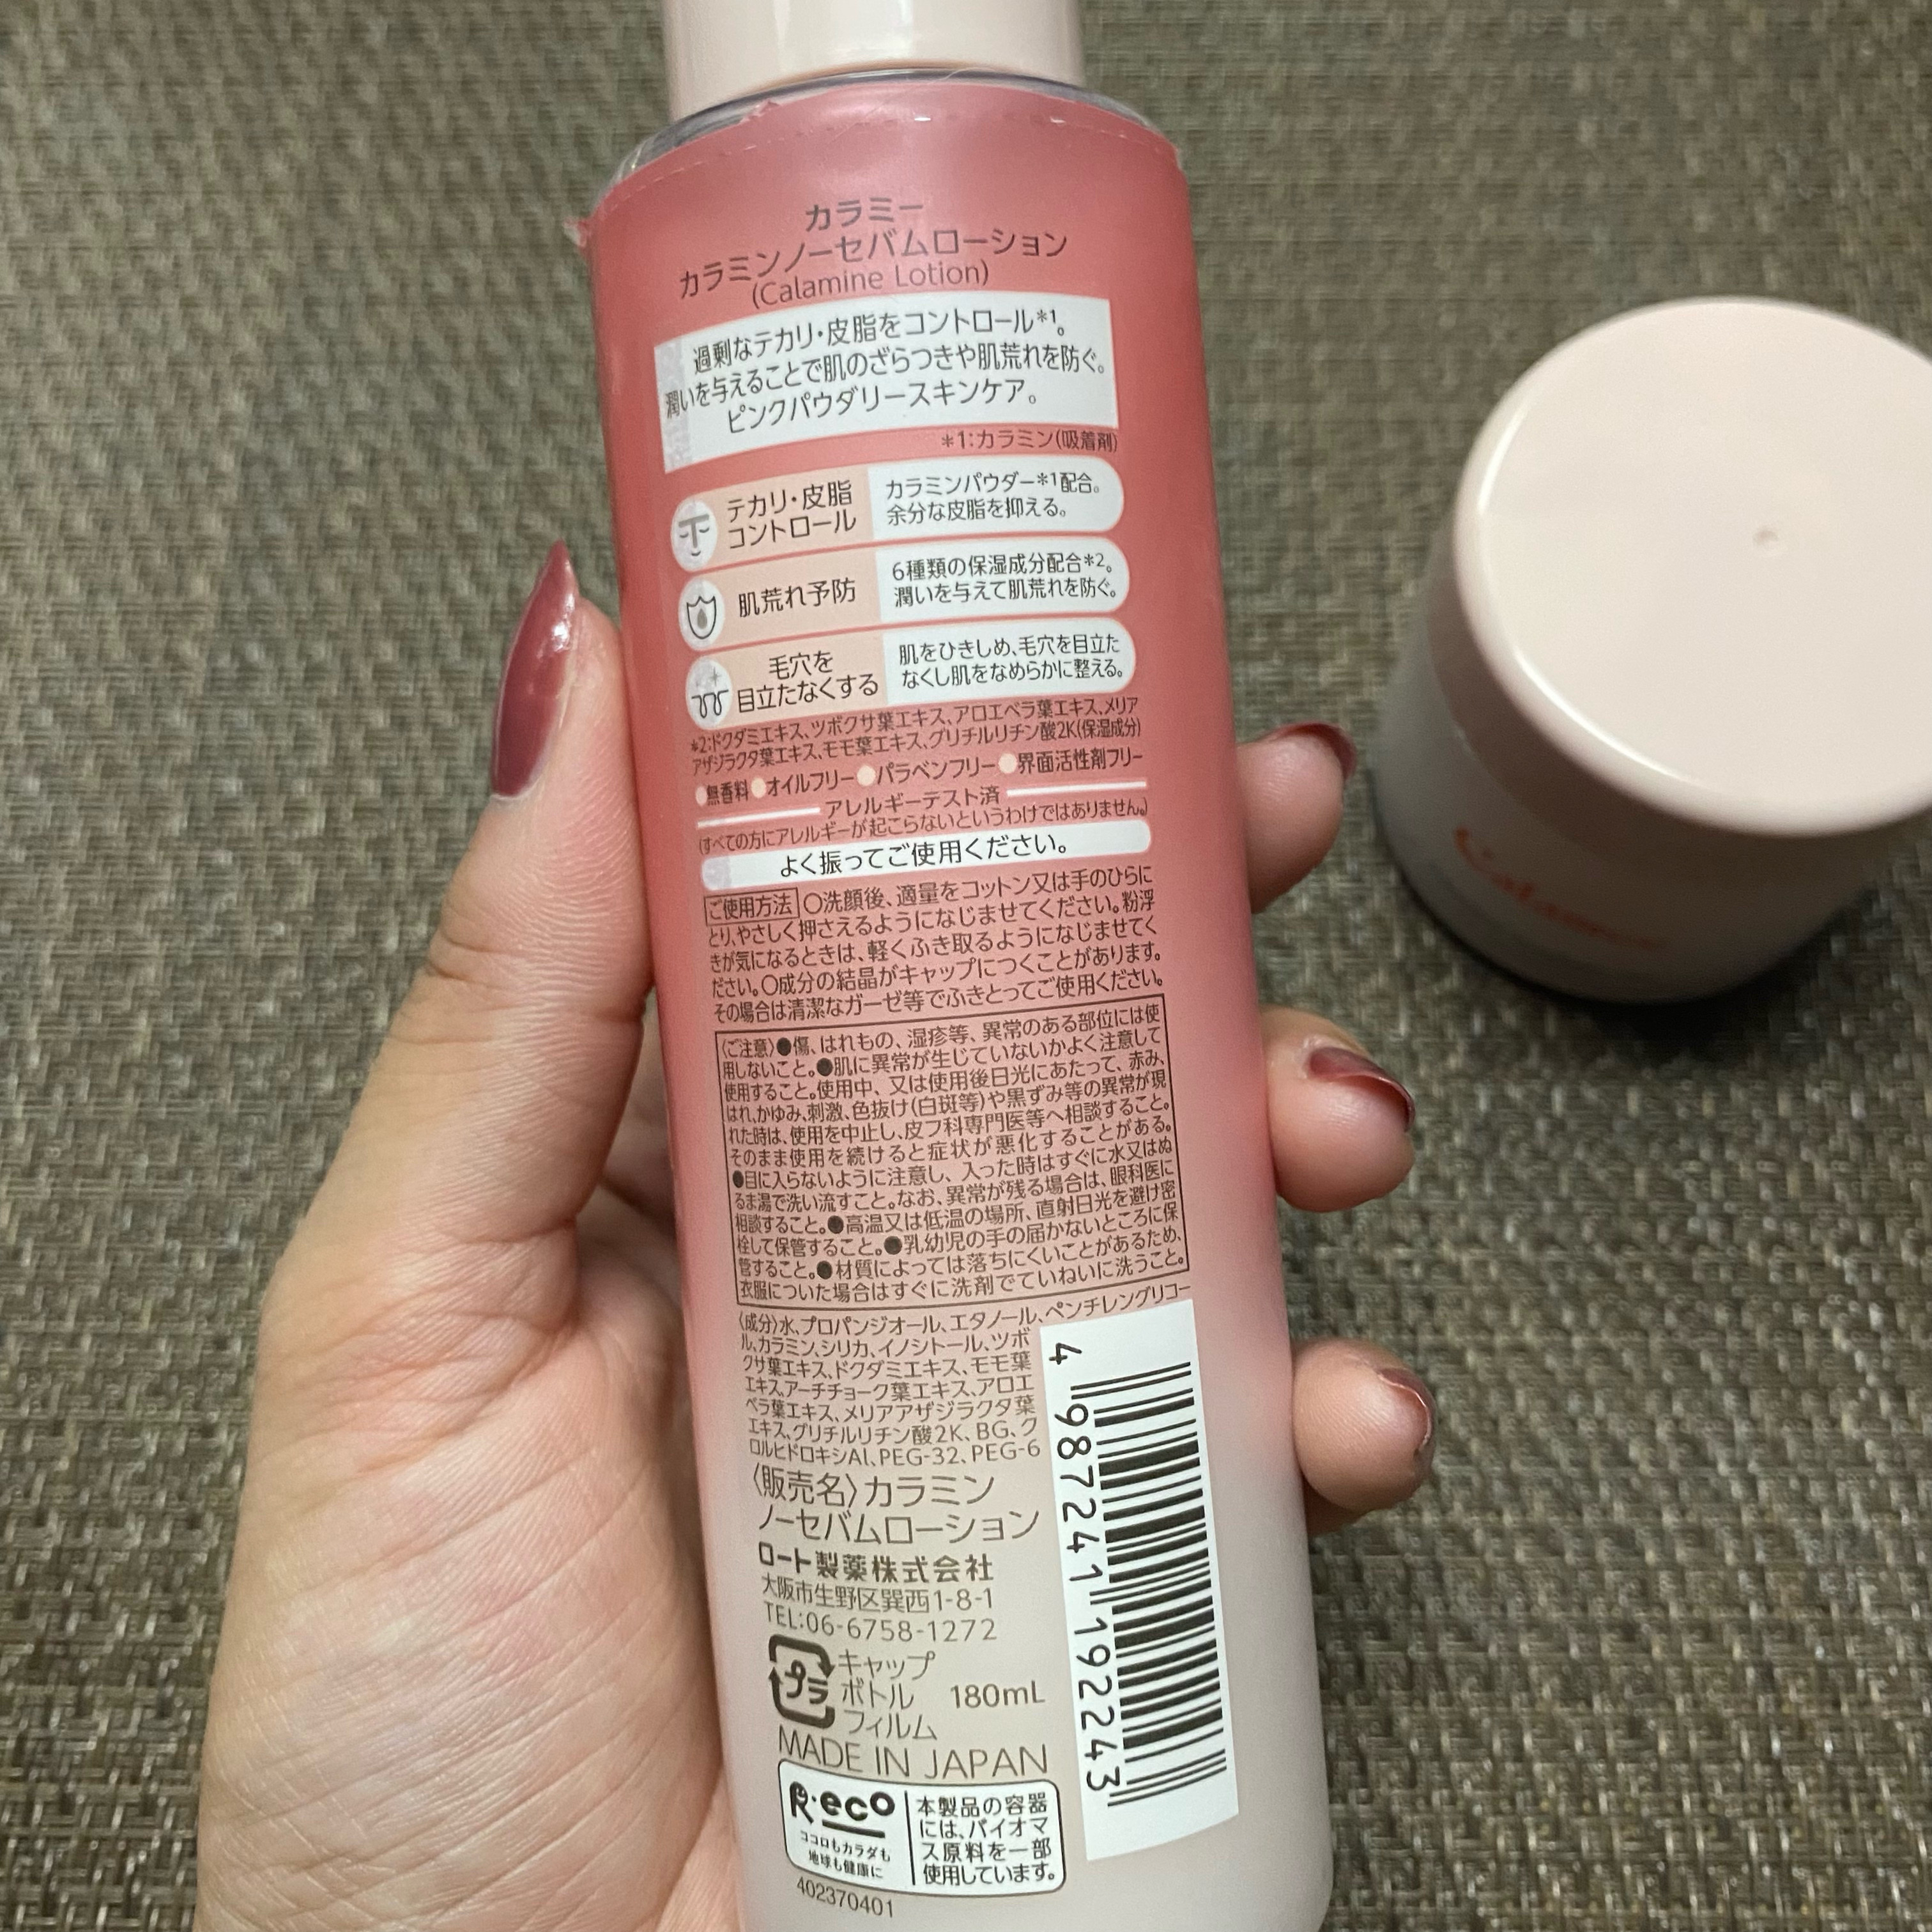 カラミー
カラミンノーセバムローション
(Calamine Lotion)
過剰なテカリ・皮脂をコントロール*1。
潤いを与えることで肌のざらつきや肌荒れを防ぐ。
ピンクパウダリースキンケア。
*1:カラミン(吸着剤)
テカリ・皮脂
コントロール
カラミンパウダー*1配合。
余分な皮脂を抑える。
肌荒れ予防
6種類の保湿成分配合*2。
潤いを与えて肌荒れを防ぐ。
毛穴を
目立たなくする
肌をひきしめ、毛穴を目立た
なくし肌をなめらかに整える。
*2:ドクダミエキス、ツボクサ葉エキス、アロエベラ葉エキス、メリア
アザジラクタ葉エキス、モモ葉エキス、グリチルリチン酸2K(保湿成分)
●無香料●オイルフリー●パラベンフリー●界面活性剤フリー
アレルギーテスト済
(すべての方にアレルギーが起こらないというわけではありません。)
よく振ってご使用ください。
ご使用方法 ○洗顔後、適量をコットン又は手のひらに
とり、やさしく押さえるようになじませてください。粉浮
きが気になるときは、軽くふき取るようになじませてく
ださい。○成分の結晶がキャップにつくことがあります。
その場合は清潔なガーゼ等でふきとってご使用ください。
〈ご注意〉●傷、はれもの、湿疹等、異常のある部位には使
用しないこと。●肌に異常が生じていないかよく注意して
使用すること。使用中、又は使用後日光にあたって、赤み、
はれ、かゆみ、刺激、色抜け(白斑等)や黒ずみ等の異常が現
れた時は、使用を中止し、皮フ科専門医等へ相談すること。
そのまま使用を続けると症状が悪化することがある。
●目に入らないように注意し、入った時はすぐに水又はぬ
るま湯で洗い流すこと。なお、異常が残る場合は、眼科医に
相談すること。●高温又は低温の場所、直射日光を避け密
栓して保管すること。●乳幼児の手の届かないところに保
管すること。●材質によっては落ちにくいことがあるため、
衣服についた場合はすぐに洗剤でていねいに洗うこと。
〈成分〉水、プロパンジオール、エタノール、ペンチレングリコー
ル、カラミン、シリカ、イノシトール、ツボ
クサ葉エキス、ドクダミエキス、モモ葉
エキス、アーチチョーク葉エキス、アロエ
ベラ葉エキス、メリアアザジラクタ葉
エキス、グリチルリチン酸2K、BG、ク
ロルヒドロキシAl、PEG-32、PEG-6
〈販売名〉カラミン
ノーセバムローション
ロート製薬株式会社
大阪市生野区巽西1-8-1
TEL:06-6758-1272
プラ
キャップ
ボトル
フィルム
180mL
MADE IN JAPAN
R・eco
ココロもカラダも
地球も健康に
本製品の容器
には、バイオマ
ス原料を一部
使用しています。
402370401
4 987241 192243